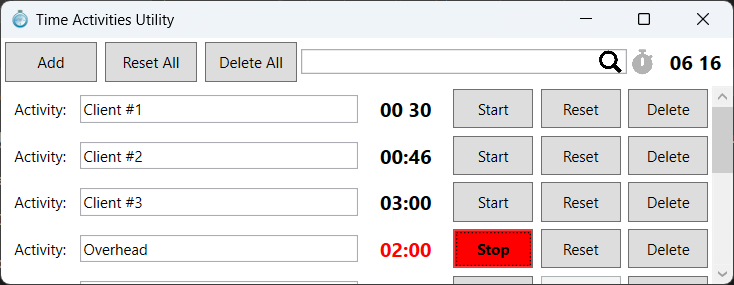 Time Activities Utility
Add Reset All Delete All 06 16
Activity: Client #1 00 30 Start Reset Delete
Activity: Client #2 00:46 Start Reset Delete
Activity: Client #3 03:00 Start Reset Delete
Activity: Overhead 02:00 Stop Reset Delete